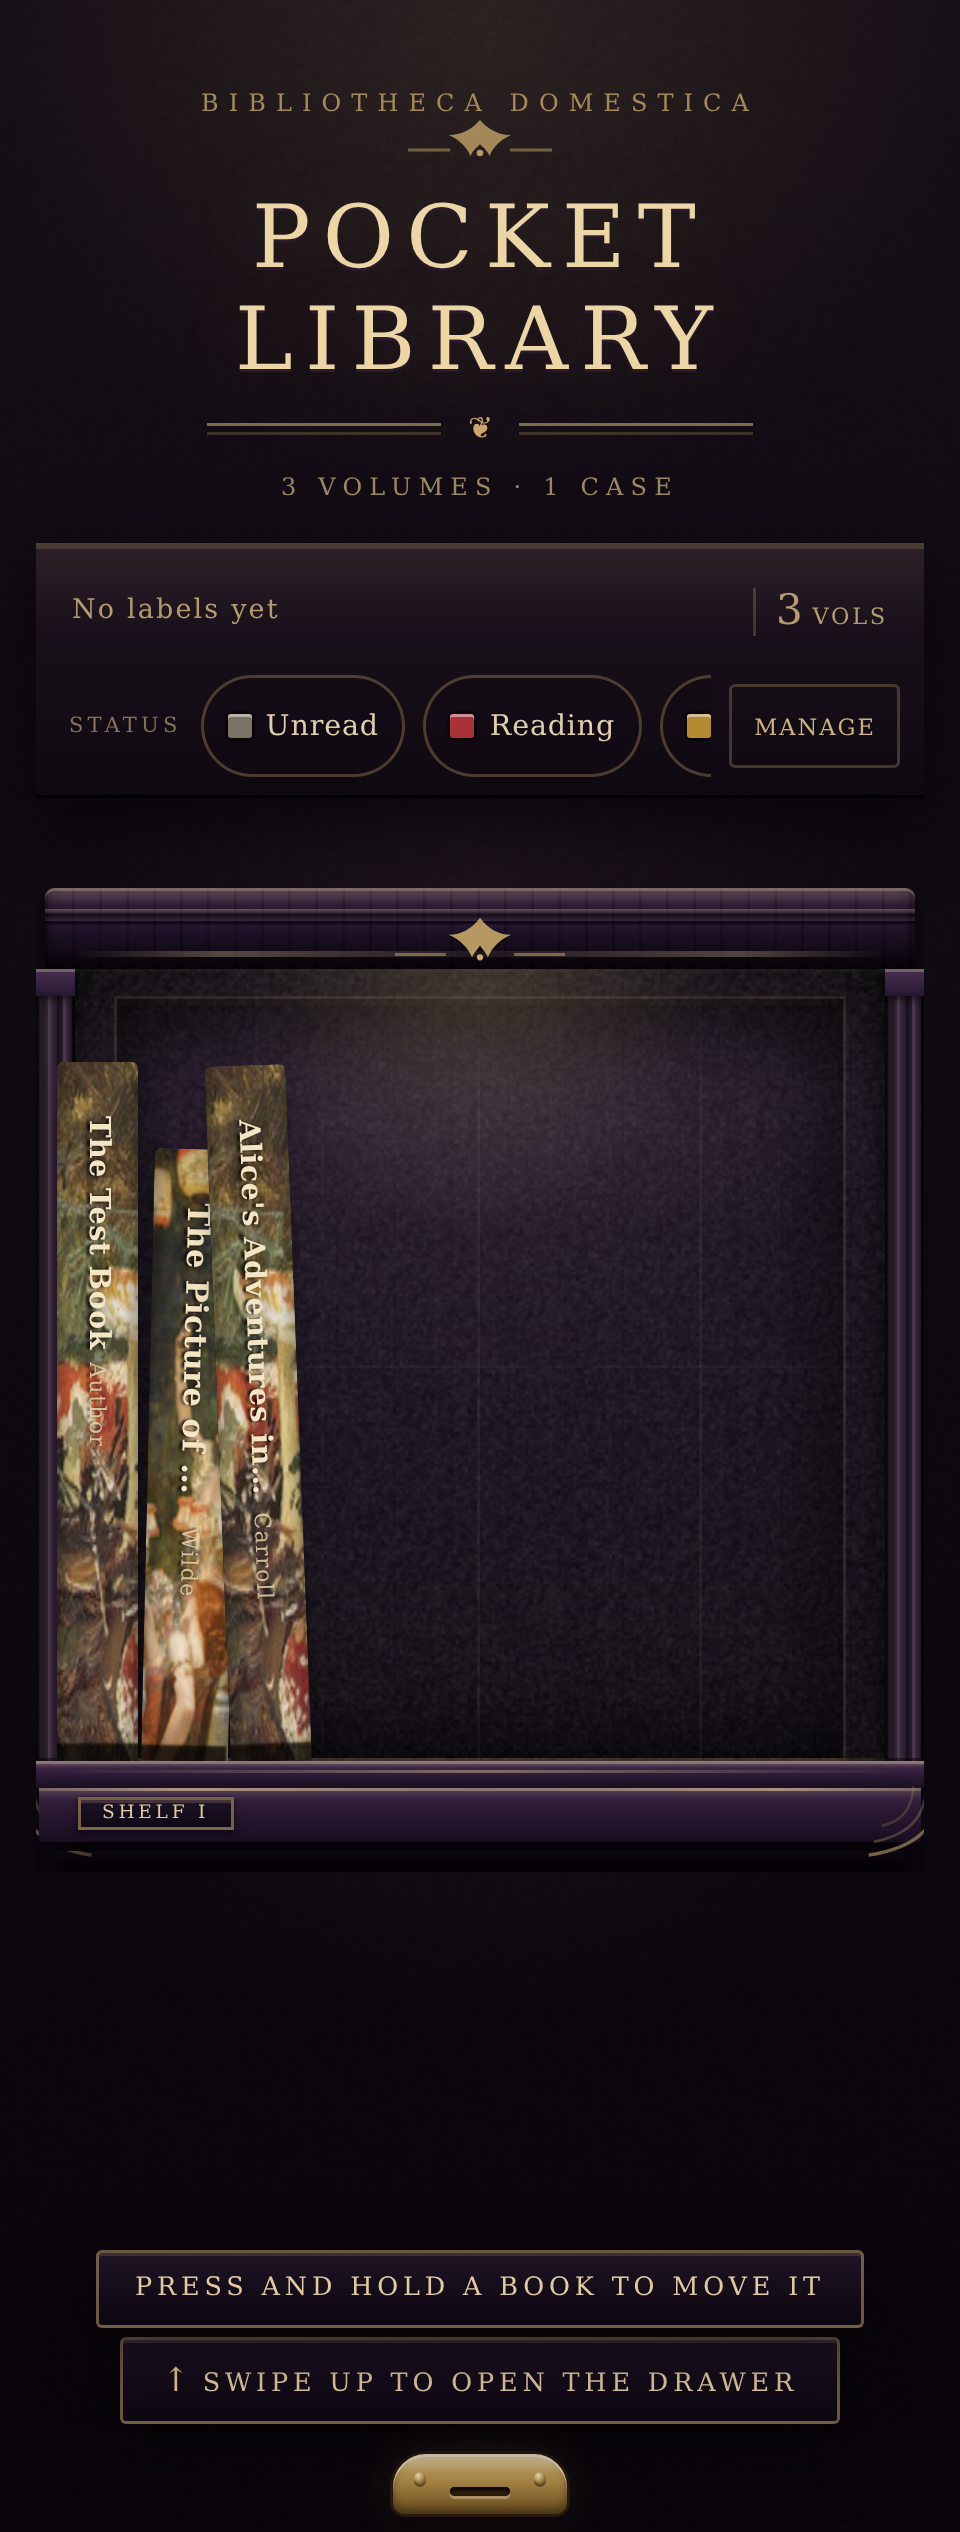 BIBLIOTHECA DOMESTICA
POCKET
LIBRARY
3 VOLUMES · 1 CASE
No labels yet
3 VOLS
STATUS
Unread
Reading
MANAGE
The Test Book Author
The Picture of ... Wilde
Alice's Adventures in... Carroll
SHELF I
PRESS AND HOLD A BOOK TO MOVE IT
↑ SWIPE UP TO OPEN THE DRAWER